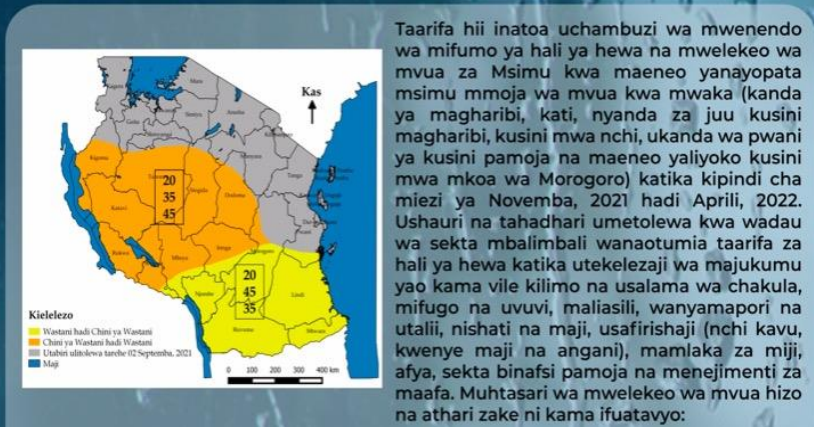 Taarifa hii inatoa uchambuzi wa mwenendo
wa mifumo ya hali ya hewa na mwelekeo wa
mvua za Msimu kwa maeneo yanayopata
msimu mmoja wa mvua kwa mwaka (kanda
ya magharibi, kati, nyanda za juu kusini
magharibi, kusini mwa nchi, ukanda wa pwani
ya kusini pamoja na maeneo yaliyoko kusini
mwa mkoa wa Morogoro) katika kipindi cha
miezi ya Novemba, 2021 hadi Aprili, 2022.
Ushauri na tahadhari umetolewa kwa wadau
wa sekta mbalimbali wanaotumia taarifa za
hali ya hewa katika utekelezaji wa majukumu
yao kama vile kilimo na usalama wa chakula,
mifugo na uvuvi, maliasili, wanyamapori na
utalii, nishati na maji, usafirishaji (nchi kavu,
kwenye maji na angani), mamlaka za miji,
afya, sekta binafsi pamoja na menejimenti za
maafa. Muhtasari wa mwelekeo wa mvua hizo
na athari zake ni kama ifuatavyo:
Kas
Mara
Kagera
Geita
Arusha
Kigoma
Manyara
Tanga
Singida
Dodoma
20
35
45
Katavi
Rukwa
Mbeya
Iringa
Njombe
20
45
35
Lindi
Ruvuma
Mtwara
Kielelezo
Wastani hadi Chini ya Wastani
Chini ya Wastani hadi Wastani
Utabiri ulitolewa tarehe 02 Septemba, 2021
Maji
0 100 200 300 400 km